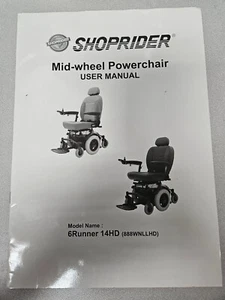 SHOPRIDER®
Mid-wheel Powerchair
USER MANUAL
Model Name :
6Runner 14HD (888WNLLHD)